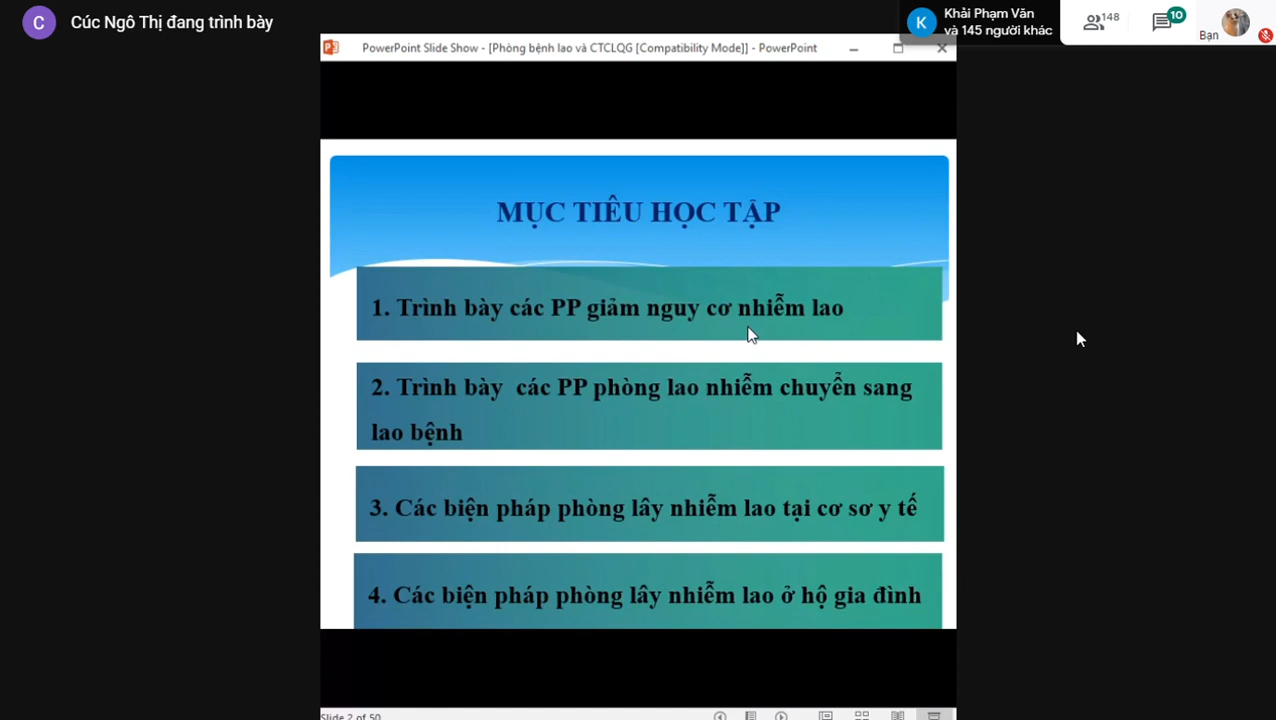 C Cúc Ngô Thị đang trình bày
K Khải Phạm Văn
và 145 người khác
148
10
Bạn
PowerPoint Slide Show - [Phòng bệnh lao và CTCLQG [Compatibility Mode]] - PowerPoint
MỤC TIÊU HỌC TẬP
1. Trình bày các PP giảm nguy cơ nhiễm lao
2. Trình bày các PP phòng lao nhiễm chuyển sang
lao bệnh
3. Các biện pháp phòng lây nhiễm lao tại cơ sơ y tế
4. Các biện pháp phòng lây nhiễm lao ở hộ gia đình
Slide 2 of 50